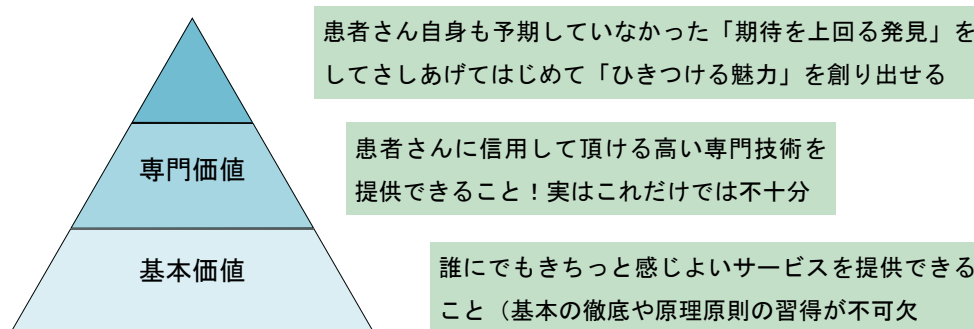 患者さん自身も予期していなかった「期待を上回る発見」を
してさしあげてはじめて「ひきつける魅力」を創り出せる
専門価値
患者さんに信用して頂ける高い専門技術を
提供できること！実はこれだけでは不十分
基本価値
誰にでもきちっと感じよいサービスを提供できる
こと（基本の徹底や原理原則の習得が不可欠